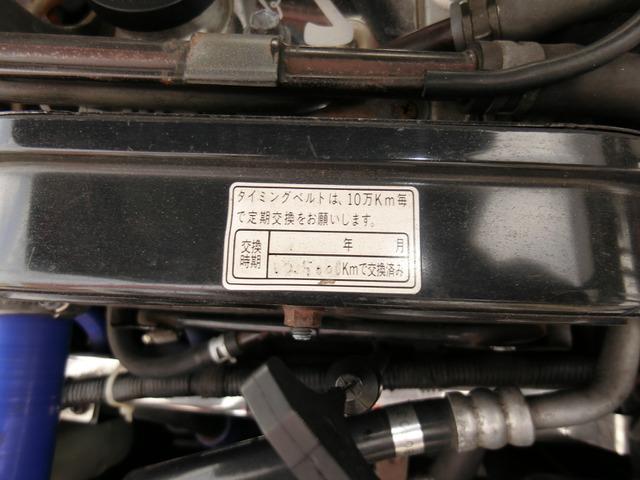 タイミングベルトは、10万Km毎
で定期交換をお願いします。
交換
時期
年 月
Kmで交換済み